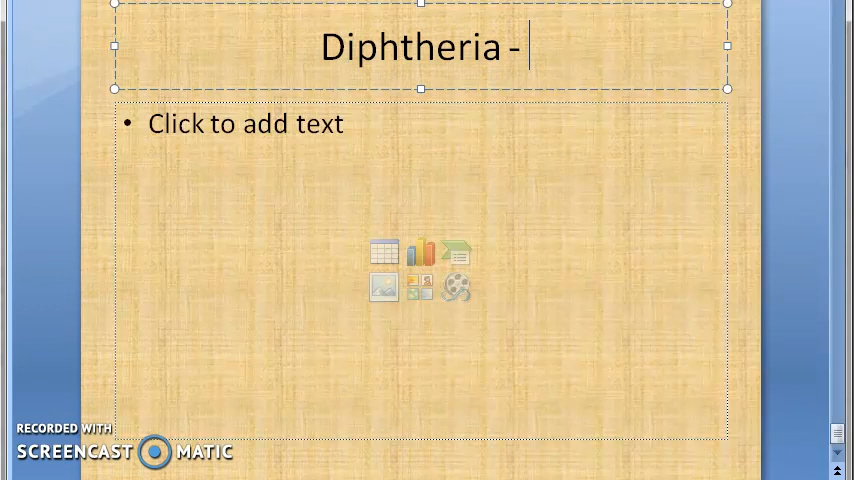 Diphtheria -
• Click to add text
RECORDED WITH
SCREENCAST MATIC